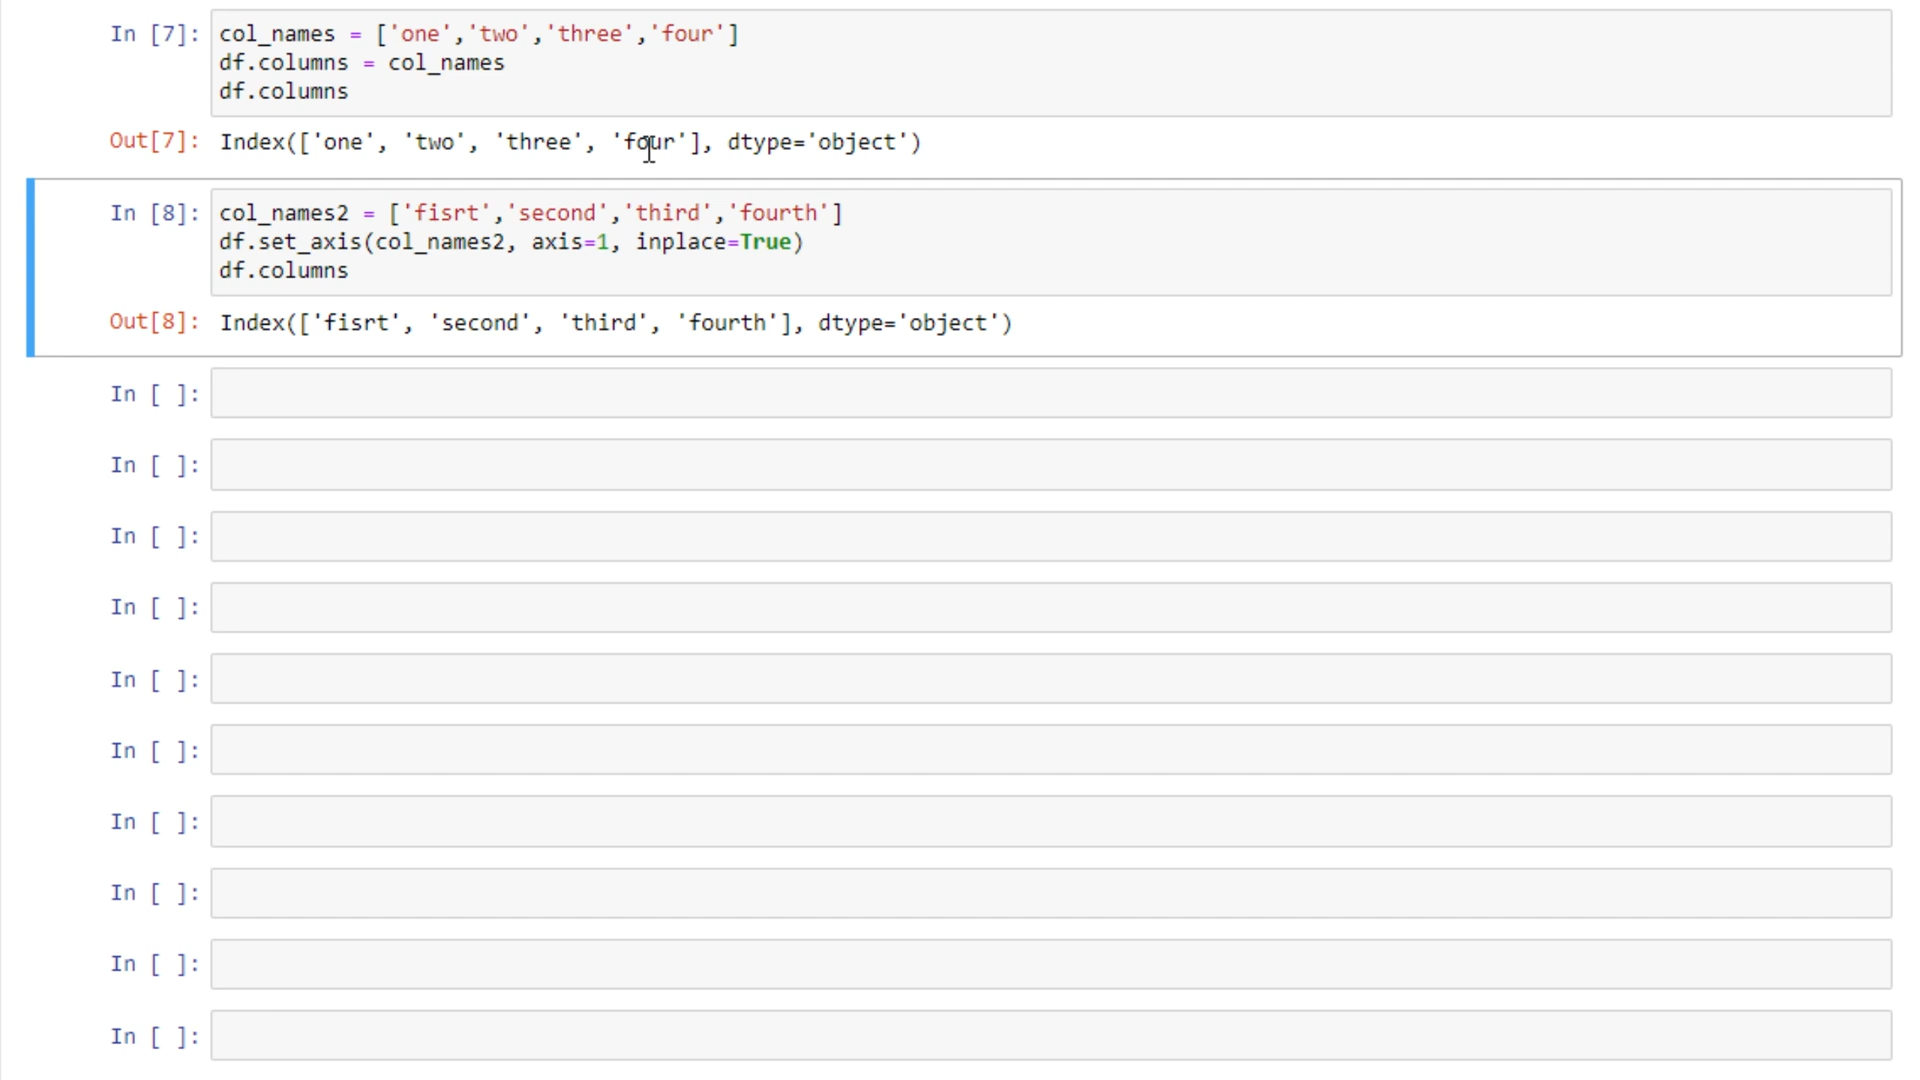 In [7]: col_names = ['one','two','three','four']
df.columns = col_names
df.columns
Out[7]: Index(['one', 'two', 'three', 'four'], dtype='object')
In [8]: col_names2 = ['fisrt','second','third','fourth']
df.set_axis(col_names2, axis=1, inplace=True)
df.columns
Out[8]: Index(['fisrt', 'second', 'third', 'fourth'], dtype='object')
In [ ]:
In [ ]:
In [ ]:
In [ ]:
In [ ]:
In [ ]:
In [ ]:
In [ ]:
In [ ]:
In [ ]: